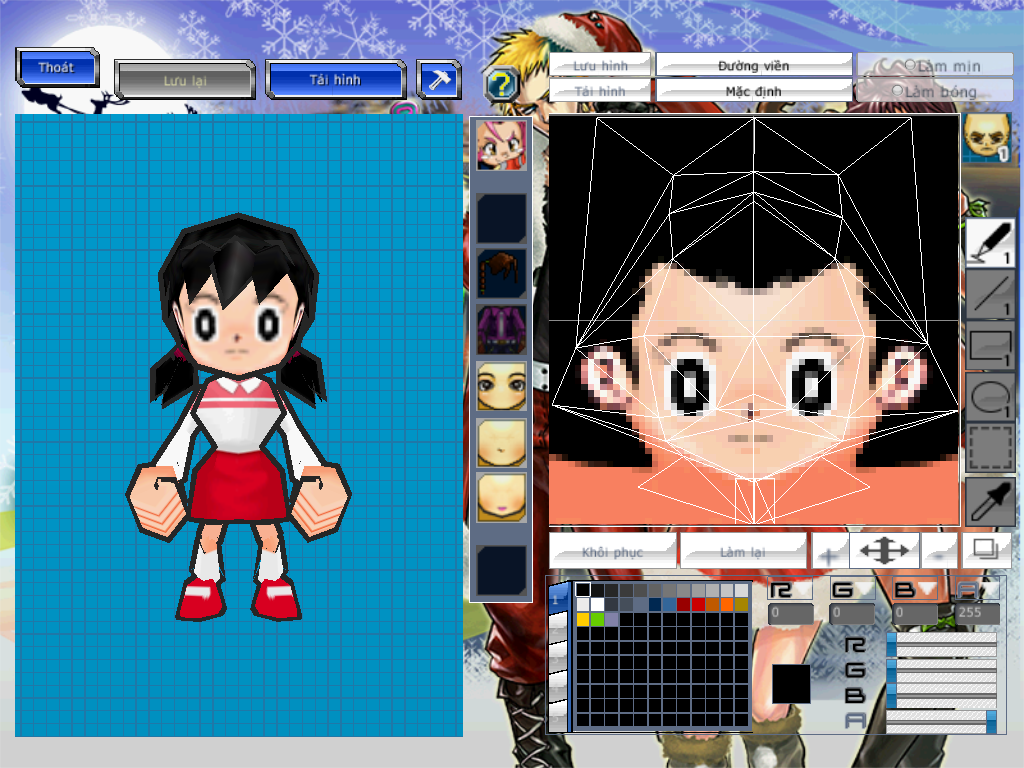 Thoát
Lưu lại
Tải hình
?
Lưu hình
Đường viền
Làm mịn
Tải hình
Mặc định
Làm bóng
1
1
1
1
1
Khôi phục
Làm lại
+
-
1
R G B A
0 0 0 255
R
G
B
A